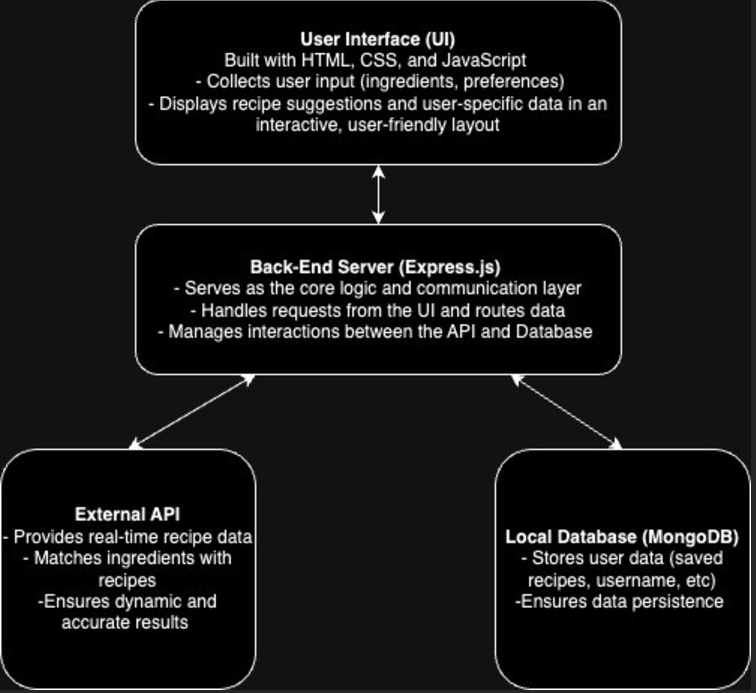 User Interface (UI)
Built with HTML, CSS, and JavaScript
- Collects user input (ingredients, preferences)
- Displays recipe suggestions and user-specific data in an
interactive, user-friendly layout
Back-End Server (Express.js)
- Serves as the core logic and communication layer
- Handles requests from the UI and routes data
- Manages interactions between the API and Database
External API
- Provides real-time recipe data
- Matches ingredients with
recipes
-Ensures dynamic and
accurate results
Local Database (MongoDB)
- Stores user data (saved
recipes, username, etc)
-Ensures data persistence